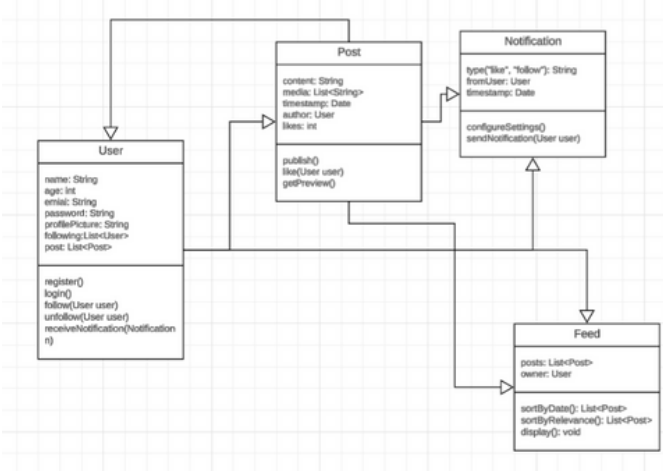 Post
content: String
media: List<String>
timestamp: Date
author: User
likes: int
publish()
like(User user)
getPreview()
Notification
type("like", "follow"): String
fromUser: User
timestamp: Date
configureSettings()
sendNotification(User user)
User
name: String
age: int
emial: String
password: String
profilePicture: String
following:List<User>
post: List<Post>
register()
login()
follow(User user)
unfollow(User user)
receiveNotification(Notification
n)
Feed
posts: List<Post>
owner: User
sortByDate(): List<Post>
sortByRelevance(): List<Post>
display(): void